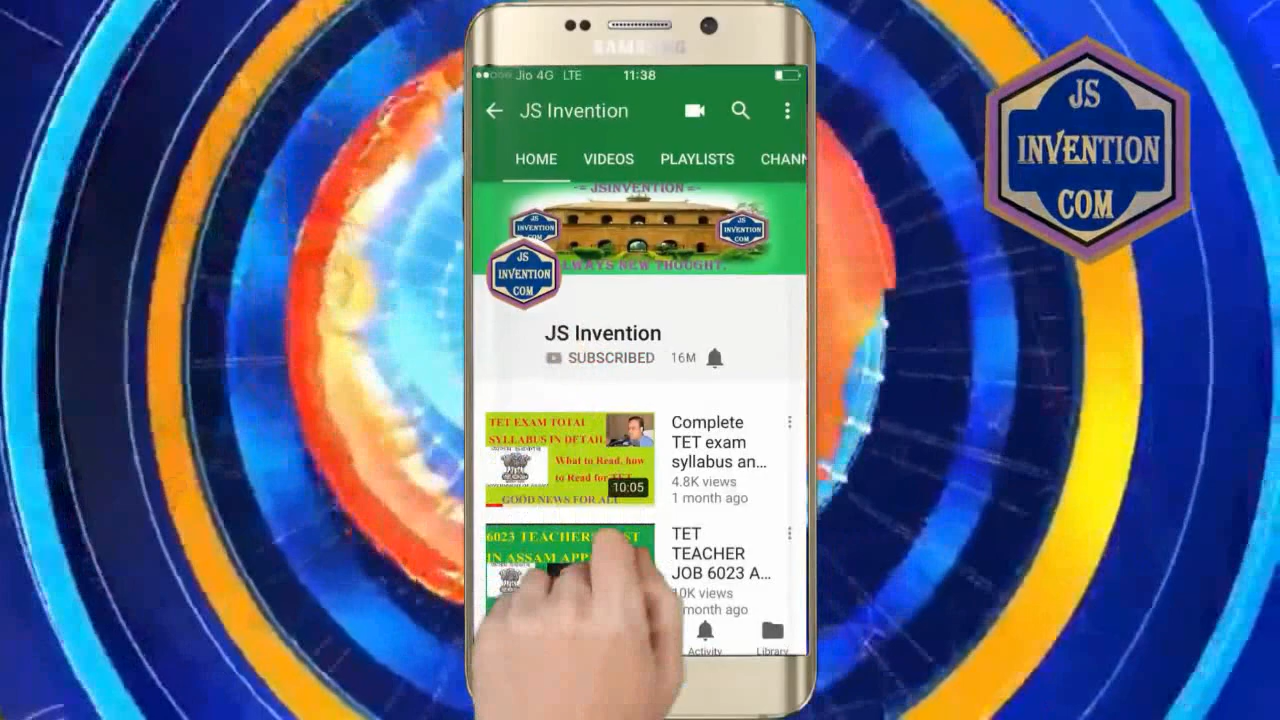 SAMSUNG
Jio 4G LTE
11:38
JS Invention
HOME VIDEOS PLAYLISTS CHANN
-= JSINVENTION =-
JS
INVENTION
COM
JS
INVENTION
COM
LWAYS NEW THOUGHT.
JS
INVENTION
COM
JS Invention
SUBSCRIBED 16M
TET EXAM TOTAL
SYLLABUS IN DETAIL
What to Read, how
to Read for TET
GOOD NEWS FOR ALL
10:05
Complete
TET exam
syllabus an...
4.8K views
1 month ago
6023 TEACHER
IN ASSAM APP
TET
TEACHER
JOB 6023 A...
10K views
month ago
Activity
Library
JS
INVENTION
COM